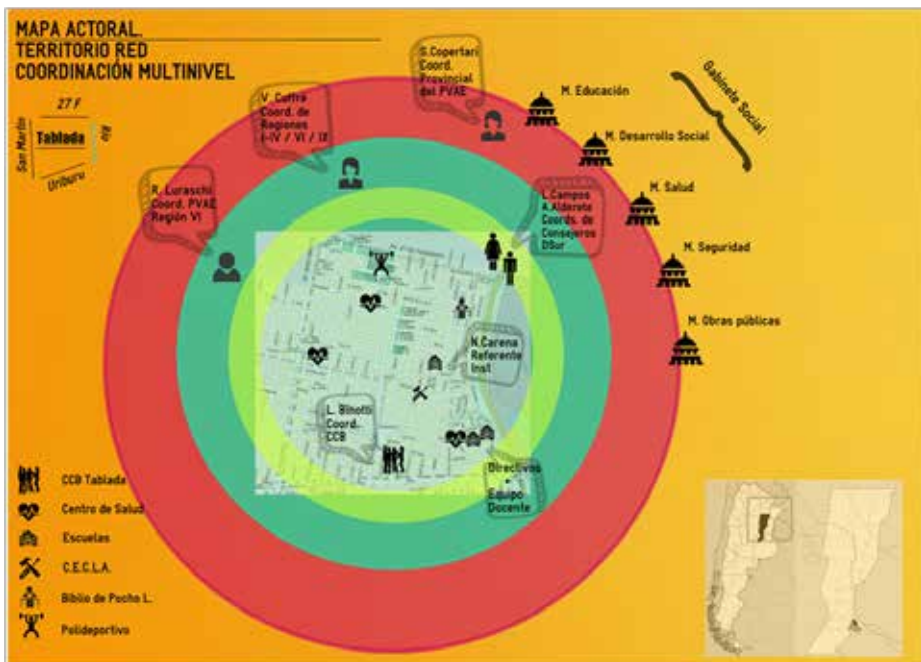 MAPA ACTORAL.
TERRITORIO RED
COORDINACIÓN MULTINIVEL
27 F
San Martín
Tablada
Río
Uriburu
S.Copertari
Coord.
Provincial
del PVAE
V. Cuffra
Coord. de
Regiones
I-IV / VI / IX
R. Luraschi
Coord. PVAE
Región VI
M. Educación
M. Desarrollo Social
M. Salud
M. Seguridad
M. Obras públicas
Gabinete Social
L.Campos
A.Alderete
Coords. de
Consejeros
DSur
N.Carena
Referente
Inst
L. Binotti
Coord.
CCB
Directivos
+
Equipo
Docente
CCB Tablada
Centro de Salud
Escuelas
C.E.C.L.A.
Biblio de Pocho L.
Polideportivo